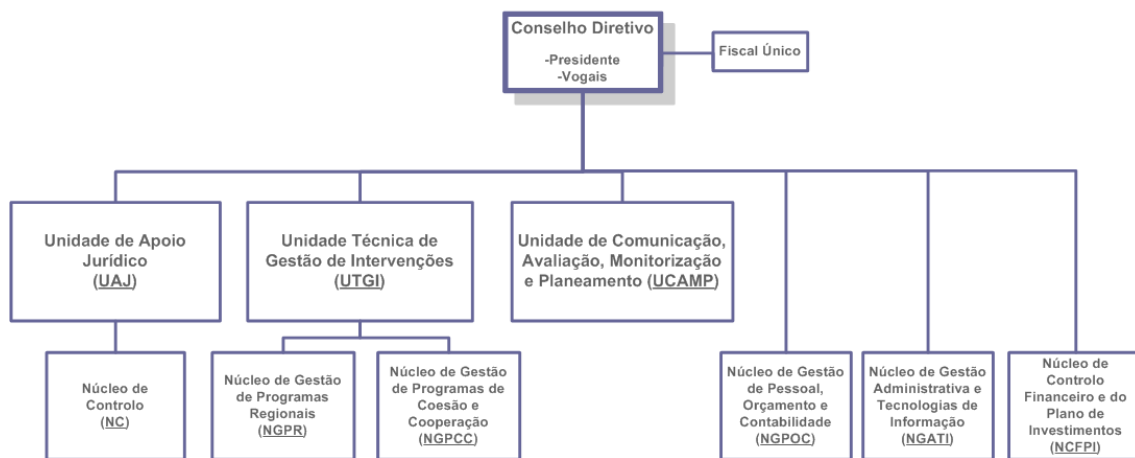 Conselho Diretivo
-Presidente
-Vogais
Fiscal Único
Unidade de Apoio
Jurídico
(UAJ)
Unidade Técnica de
Gestão de Intervenções
(UTGI)
Unidade de Comunicação,
Avaliação, Monitorização
e Planeamento (UCAMP)
Núcleo de
Controlo
(NC)
Núcleo de Gestão
de Programas
Regionais
(NGPR)
Núcleo de Gestão
de Programas de
Coesão e
Cooperação
(NGPCC)
Núcleo de Gestão
de Pessoal,
Orçamento e
Contabilidade
(NGPOC)
Núcleo de Gestão
Administrativa e
Tecnologias de
Informação
(NGATI)
Núcleo de
Controlo
Financeiro e do
Plano de
Investimentos
(NCFPI)